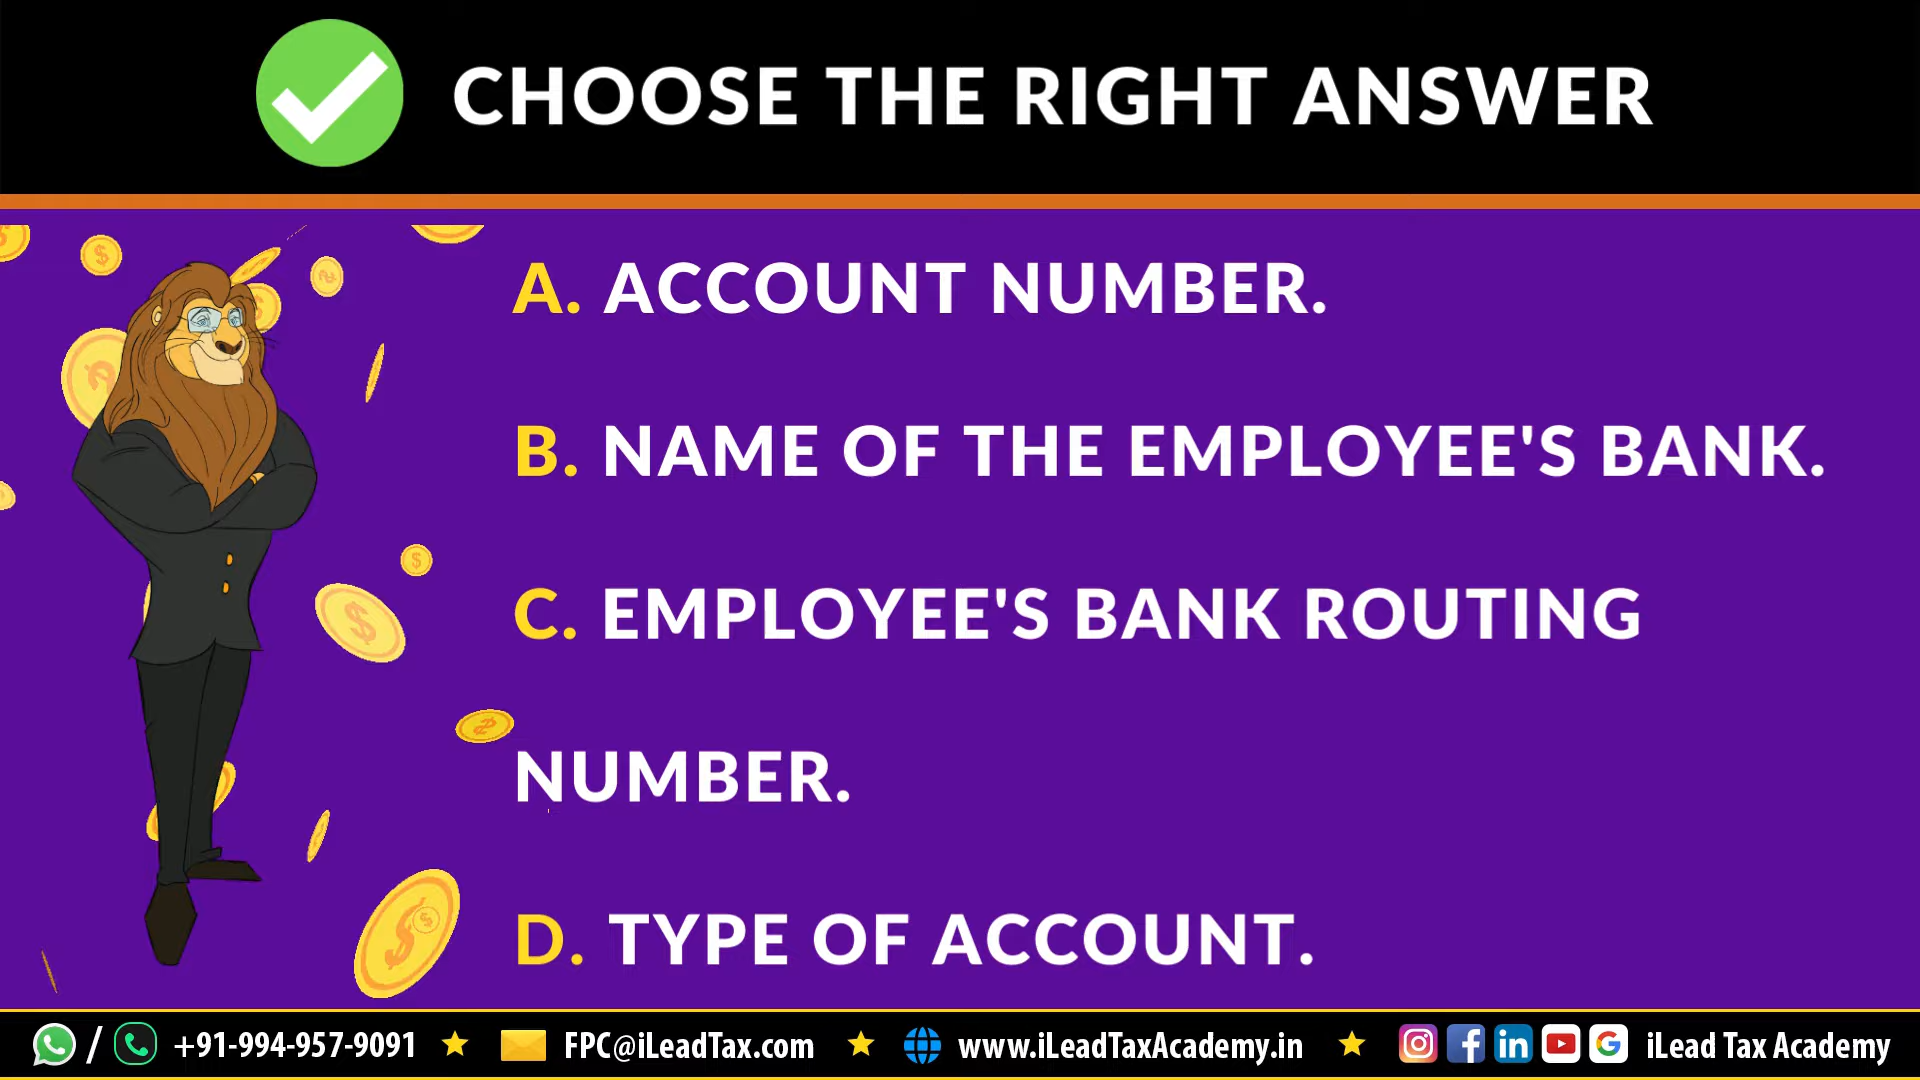 CHOOSE THE RIGHT ANSWER
A. ACCOUNT NUMBER.
B. NAME OF THE EMPLOYEE'S BANK.
C. EMPLOYEE'S BANK ROUTING
NUMBER.
D. TYPE OF ACCOUNT.
/ +91-994-957-9091 FPC@iLeadTax.com www.iLeadTaxAcademy.in iLead Tax Academy